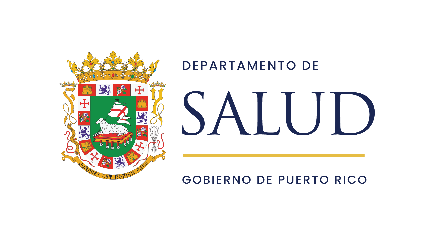 DEPARTAMENTO DE
SALUD
GOBIERNO DE PUERTO RICO